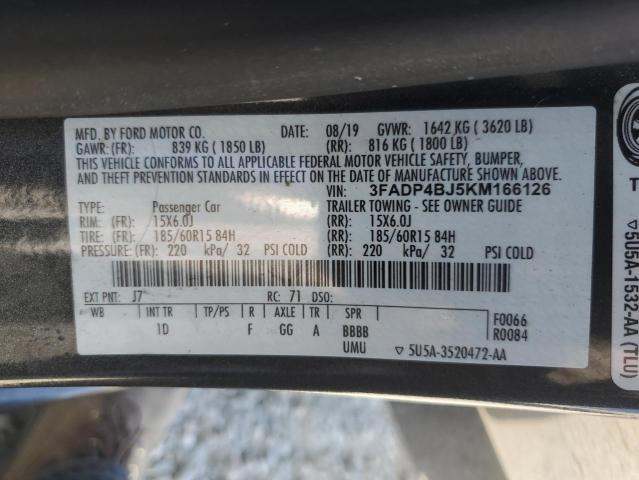 MFD. BY FORD MOTOR CO. DATE: 08/19 GVWR: 1642 KG ( 3620 LB)
GAWR: (FR): 839 KG ( 1850 LB) (RR): 816 KG ( 1800 LB)
THIS VEHICLE CONFORMS TO ALL APPLICABLE FEDERAL MOTOR VEHICLE SAFETY, BUMPER,
AND THEFT PREVENTION STANDARDS IN EFFECT ON THE DATE OF MANUFACTURE SHOWN ABOVE.
VIN: 3FADP4BJ5KM166126
TYPE: Passenger Car TRAILER TOWING - SEE OWNER GUIDE
RIM: (FR): 15X6.0J (RR): 15X6.0J
TIRE: (FR): 185/60R15 84H (RR): 185/60R15 84H
PRESSURE: (FR): 220 kPa/ 32 PSI COLD (RR): 220 kPa/ 32 PSI COLD
EXT PNT: J7 RC: 71 DSO:
WB INT TR TP/PS R AXLE TR SPR
1D F GG A BBBB
UMU
F0066
R0084
▽ 5U5A-3520472-AA
▽ 5U5A-1532-AA (TLU)